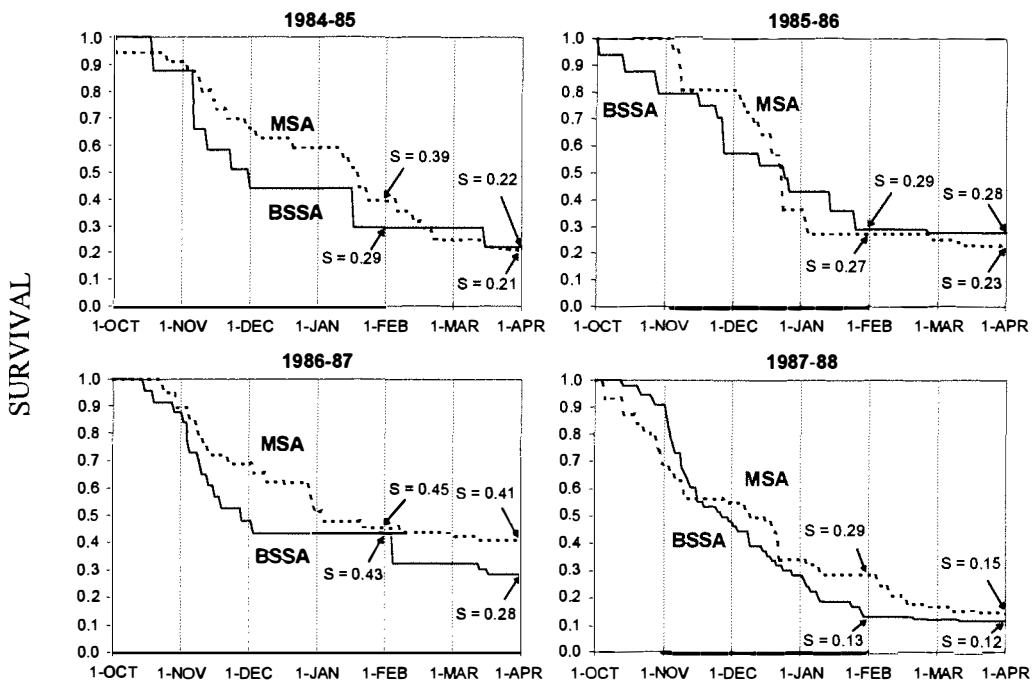 SURVIVAL
1984-85
1.0
0.9
0.8
0.7
0.6
0.5
0.4
0.3
0.2
0.1
0.0
MSA
BSSA
S = 0.39
S = 0.22
S = 0.29
S = 0.21
1-OCT 1-NOV 1-DEC 1-JAN 1-FEB 1-MAR 1-APR
1985-86
1.0
0.9
0.8
0.7
0.6
0.5
0.4
0.3
0.2
0.1
0.0
BSSA
MSA
S = 0.29
S = 0.28
S = 0.27
S = 0.23
1-OCT 1-NOV 1-DEC 1-JAN 1-FEB 1-MAR 1-APR
1986-87
1.0
0.9
0.8
0.7
0.6
0.5
0.4
0.3
0.2
0.1
0.0
MSA
BSSA
S = 0.45
S = 0.41
S = 0.43
S = 0.28
1-OCT 1-NOV 1-DEC 1-JAN 1-FEB 1-MAR 1-APR
1987-88
1.0
0.9
0.8
0.7
0.6
0.5
0.4
0.3
0.2
0.1
0.0
MSA
BSSA
S = 0.29
S = 0.15
S = 0.13
S = 0.12
1-OCT 1-NOV 1-DEC 1-JAN 1-FEB 1-MAR 1-APR